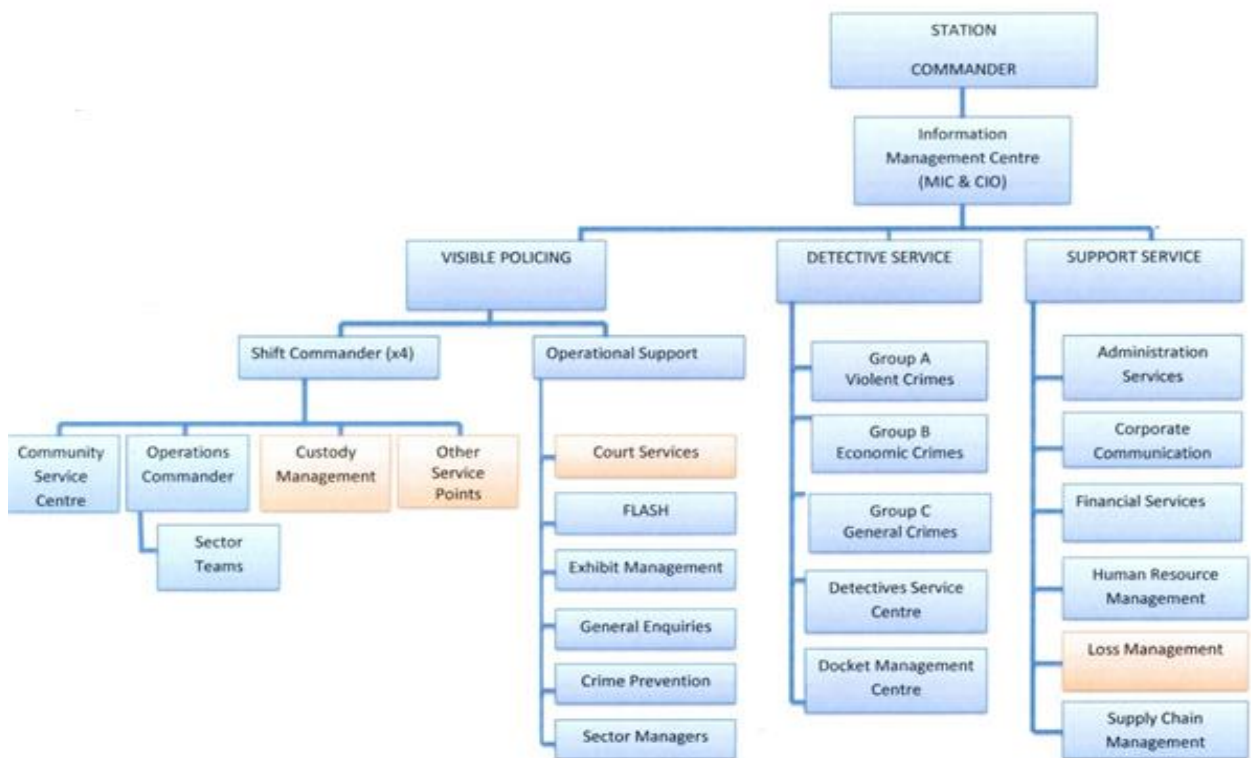 STATION
COMMANDER
Information
Management Centre
(MIC & CIO)
VISIBLE POLICING
DETECTIVE SERVICE
SUPPORT SERVICE
Shift Commander (x4)
Operational Support
Community
Service
Centre
Operations
Commander
Custody
Management
Other
Service
Points
Sector
Teams
Court Services
FLASH
Exhibit Management
General Enquiries
Crime Prevention
Sector Managers
Group A
Violent Crimes
Group B
Economic Crimes
Group C
General Crimes
Detectives Service
Centre
Docket Management
Centre
Administration
Services
Corporate
Communication
Financial Services
Human Resource
Management
Loss Management
Supply Chain
Management